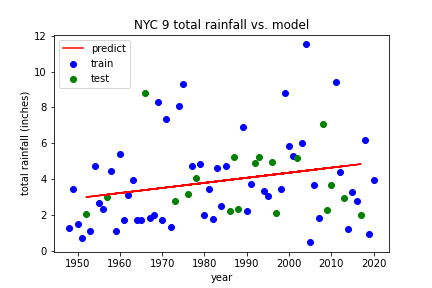 NYC 9 total rainfall vs. model
predict
train
test
total rainfall (inches)
12
10
8
6
4
2
0
1950 1960 1970 1980 1990 2000 2010 2020
year